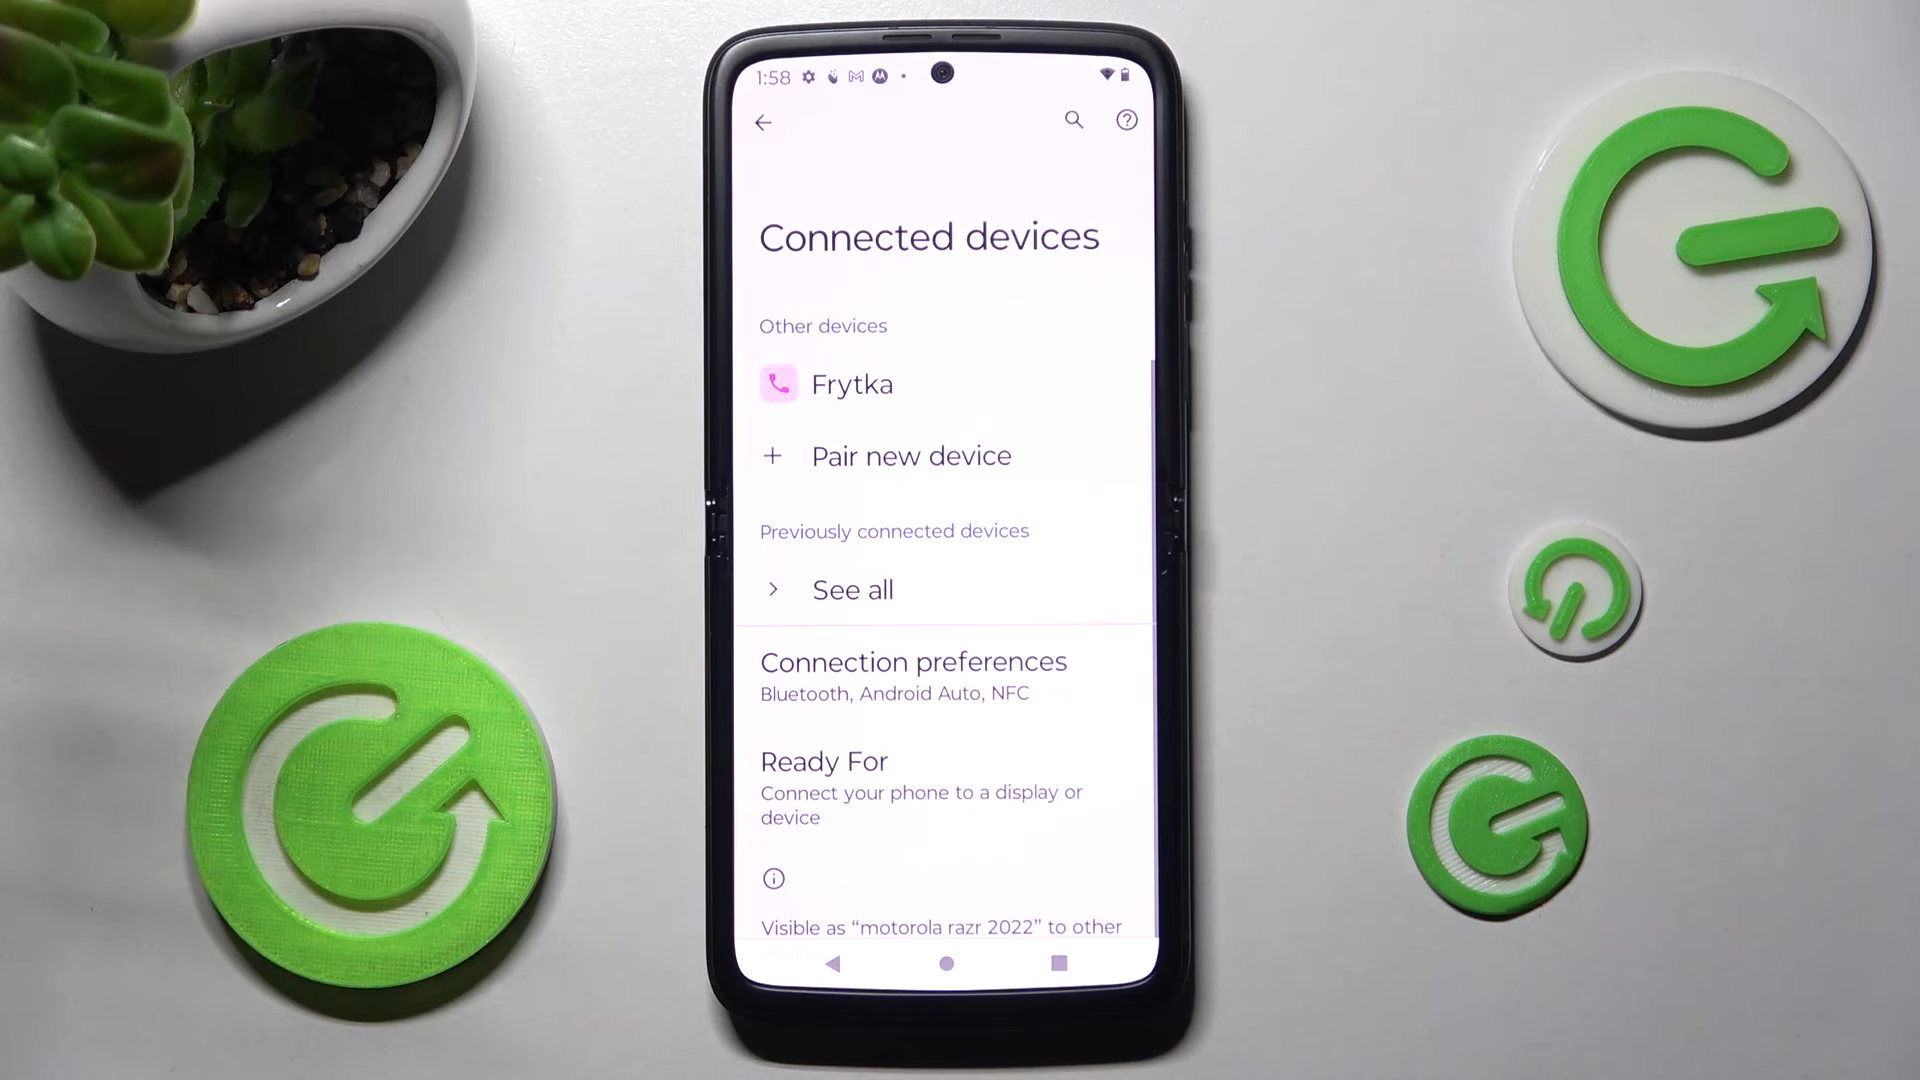 1:58
Connected devices
Other devices
Frytka
Pair new device
Previously connected devices
See all
Connection preferences
Bluetooth, Android Auto, NFC
Ready For
Connect your phone to a display or
device
Visible as “motorola razr 2022” to other